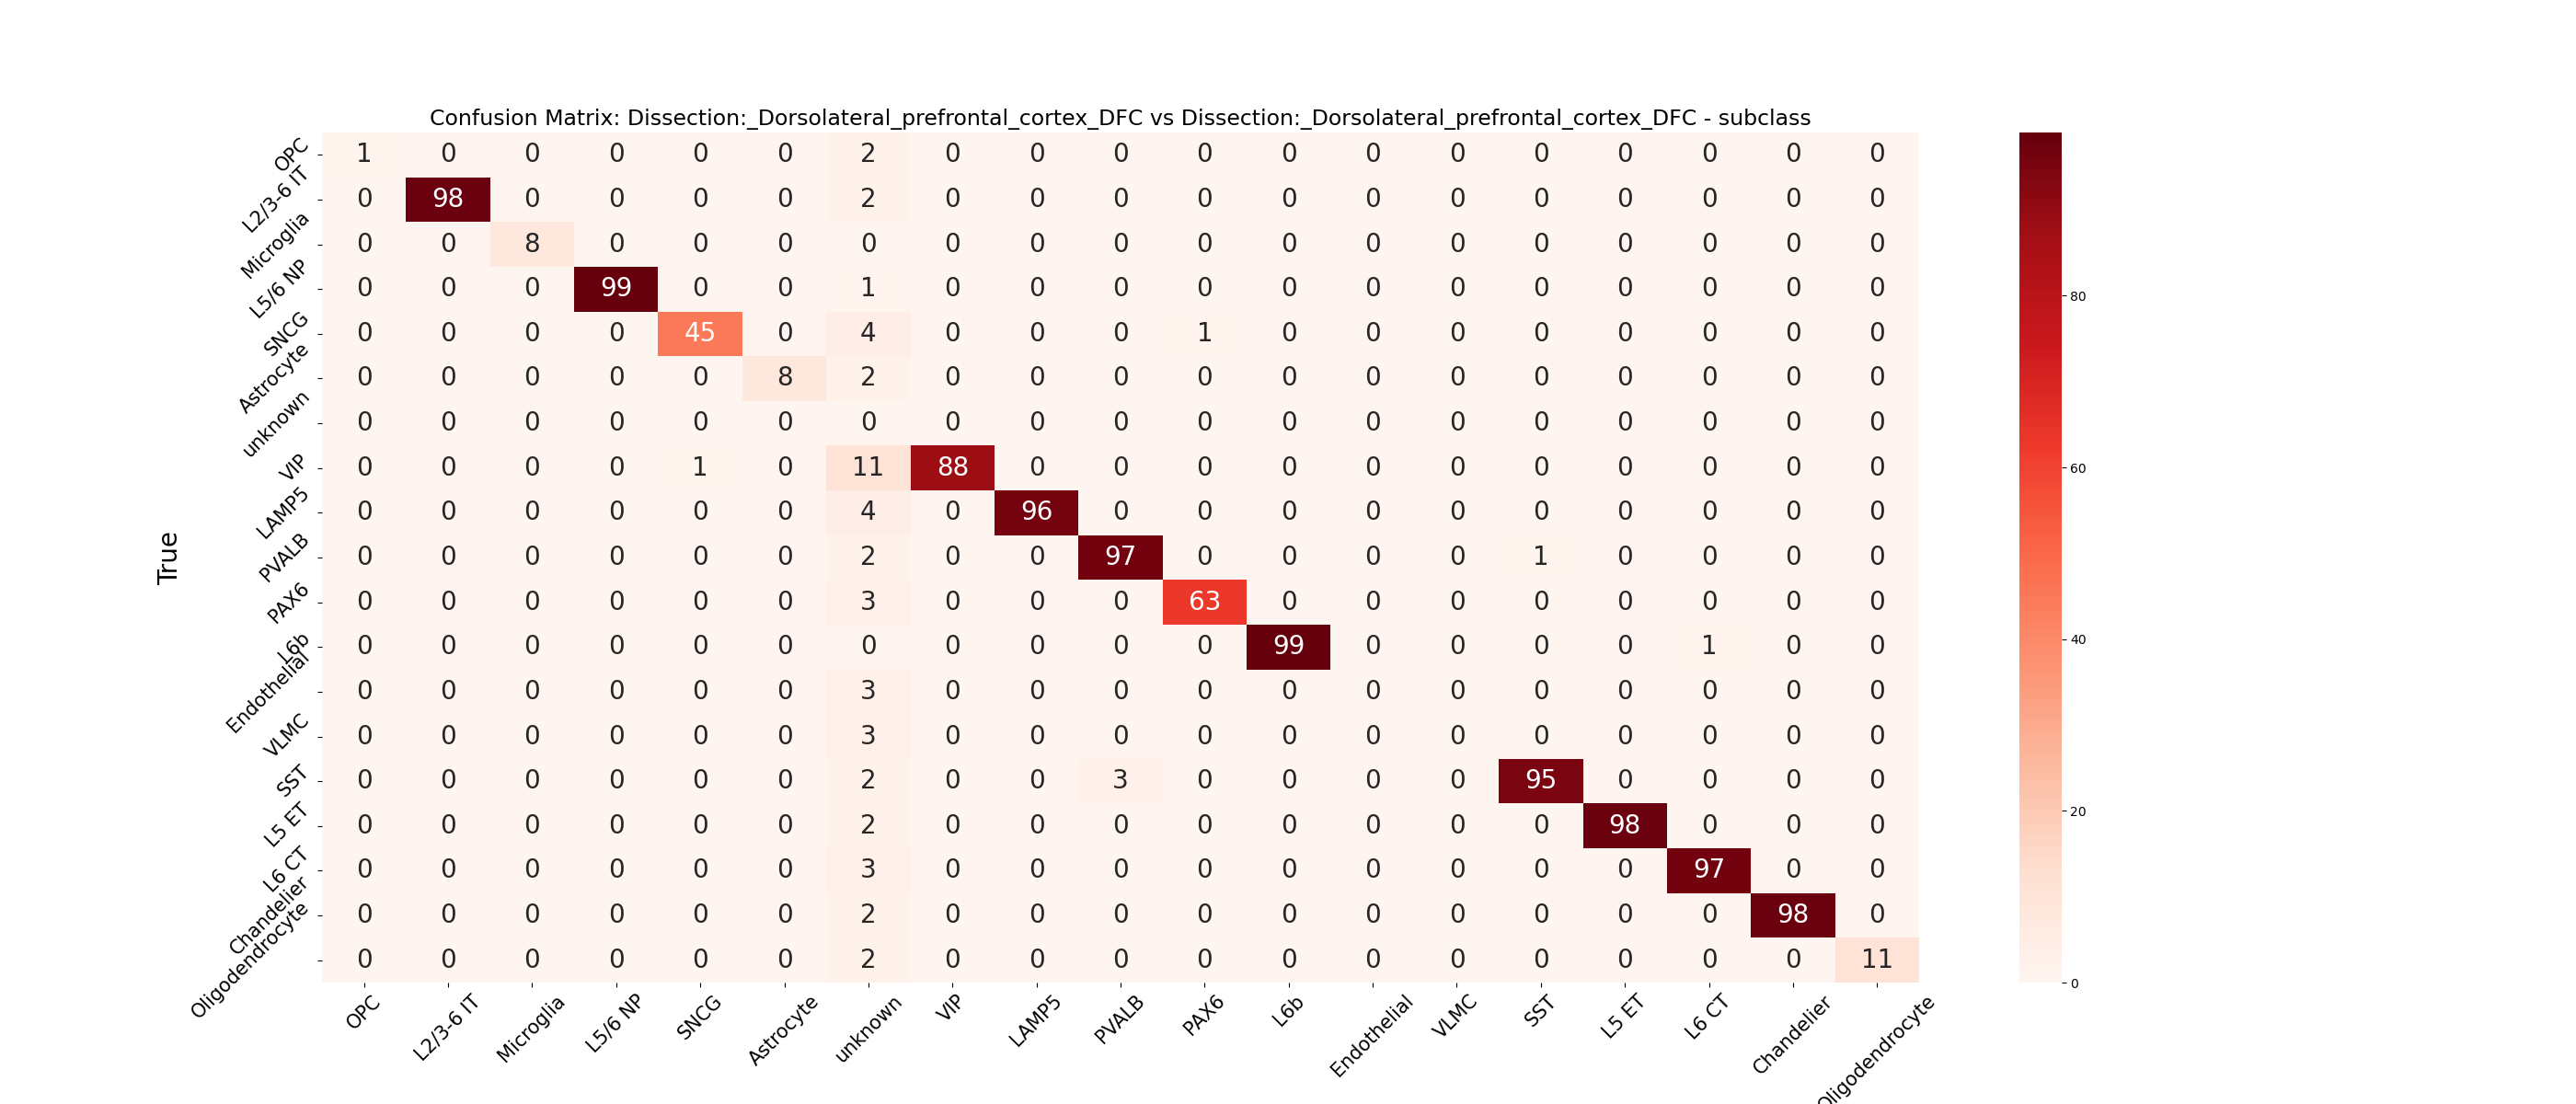 Confusion Matrix: Dissection:_Dorsolateral_prefrontal_cortex_DFC vs Dissection:_Dorsolateral_prefrontal_cortex_DFC - subclass
True
OPC 1 0 0 0 0 0 2 0 0 0 0 0 0 0 0 0 0 0 0
L2/3-6 IT 0 98 0 0 0 0 2 0 0 0 0 0 0 0 0 0 0 0 0
Microglia 0 0 8 0 0 0 0 0 0 0 0 0 0 0 0 0 0 0 0
L5/6 NP 0 0 0 99 0 0 1 0 0 0 0 0 0 0 0 0 0 0 0
SNCG 0 0 0 0 45 0 4 0 0 0 1 0 0 0 0 0 0 0 0
Astrocyte 0 0 0 0 0 8 2 0 0 0 0 0 0 0 0 0 0 0 0
unknown 0 0 0 0 0 0 0 0 0 0 0 0 0 0 0 0 0 0 0
VIP 0 0 0 0 1 0 11 88 0 0 0 0 0 0 0 0 0 0 0
LAMP5 0 0 0 0 0 0 4 0 96 0 0 0 0 0 0 0 0 0 0
PVALB 0 0 0 0 0 0 2 0 0 97 0 0 0 0 1 0 0 0 0
PAX6 0 0 0 0 0 0 3 0 0 0 63 0 0 0 0 0 0 0 0
L6b 0 0 0 0 0 0 0 0 0 0 0 99 0 0 0 0 1 0 0
Endothelial 0 0 0 0 0 0 3 0 0 0 0 0 0 0 0 0 0 0 0
VLMC 0 0 0 0 0 0 3 0 0 0 0 0 0 0 0 0 0 0 0
SST 0 0 0 0 0 0 2 0 0 3 0 0 0 0 95 0 0 0 0
L5 ET 0 0 0 0 0 0 2 0 0 0 0 0 0 0 0 98 0 0 0
L6 CT 0 0 0 0 0 0 3 0 0 0 0 0 0 0 0 0 97 0 0
Chandelier 0 0 0 0 0 0 2 0 0 0 0 0 0 0 0 0 0 98 0
Oligodendrocyte 0 0 0 0 0 0 2 0 0 0 0 0 0 0 0 0 0 0 11
OPC L2/3-6 IT Microglia L5/6 NP SNCG Astrocyte unknown VIP LAMP5 PVALB PAX6 L6b Endothelial VLMC SST L5 ET L6 CT Chandelier Oligodendrocyte
80
60
40
20
0